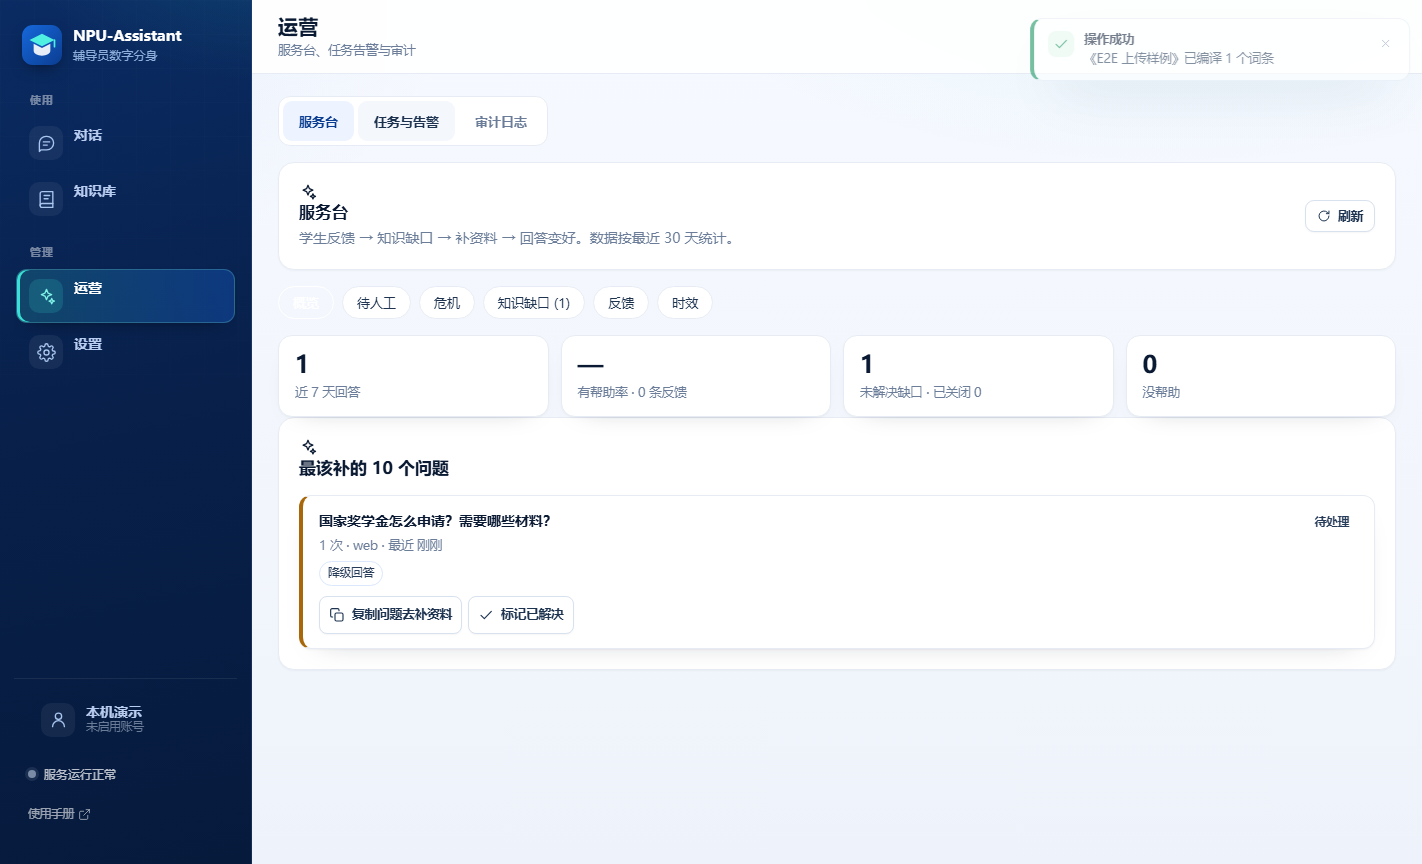 NPU-Assistant
辅导员数字分身
使用
对话
知识库
管理
运营
设置
本机演示
未启用账号
服务运行正常
使用手册
运营
服务台、任务告警与审计
操作成功
《E2E 上传样例》已编译 1 个词条
服务台
任务与告警
审计日志
服务台
学生反馈 → 知识缺口 → 补资料 → 回答变好。数据按最近 30 天统计。
刷新
待人工
危机
知识缺口 (1)
反馈
时效
1
近 7 天回答
—
有帮助率 · 0 条反馈
1
未解决缺口 · 已关闭 0
0
没帮助
最该补的 10 个问题
国家奖学金怎么申请？需要哪些材料？
待处理
1 次 · web · 最近 刚刚
降级回答
复制问题去补资料
标记已解决